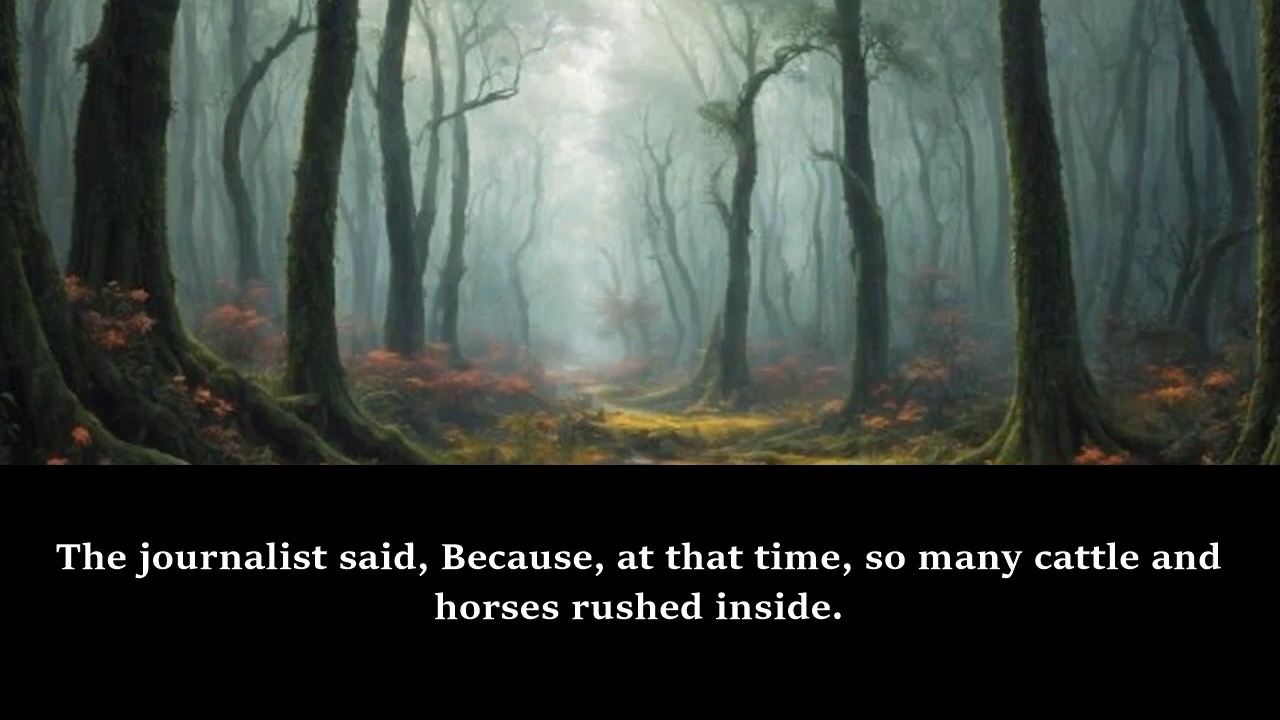 The journalist said, Because, at that time, so many cattle and
horses rushed inside.